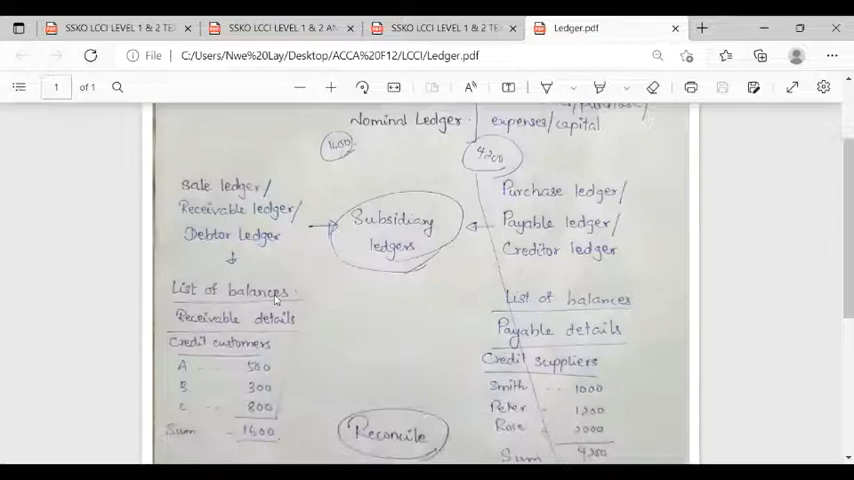 SSKO LCCI LEVEL 1 & 2 TE
SSKO LCCI LEVEL 1 & 2 A
SSKO LCCI LEVEL 1 & 2 TE
Ledger.pdf
File
C:/Users/Nwe%20Lay/Desktop/ACCA%20F12/LCCI/Ledger.pdf
1 of 1
Nominal Ledger
expenses/capital
1600
4200
Sale ledger/
Receivable ledger/
Debtor Ledger
Subsidiary
ledgers
Purchase ledger/
Payable ledger/
Creditor ledger
List of balances
Receivable details
Credit customers
A 500
B 300
C 800
Sum 1600
Reconcile
List of balances
Payable details
Credit suppliers
Smith 1000
Peter 1200
Rose 2000
Sum 4200